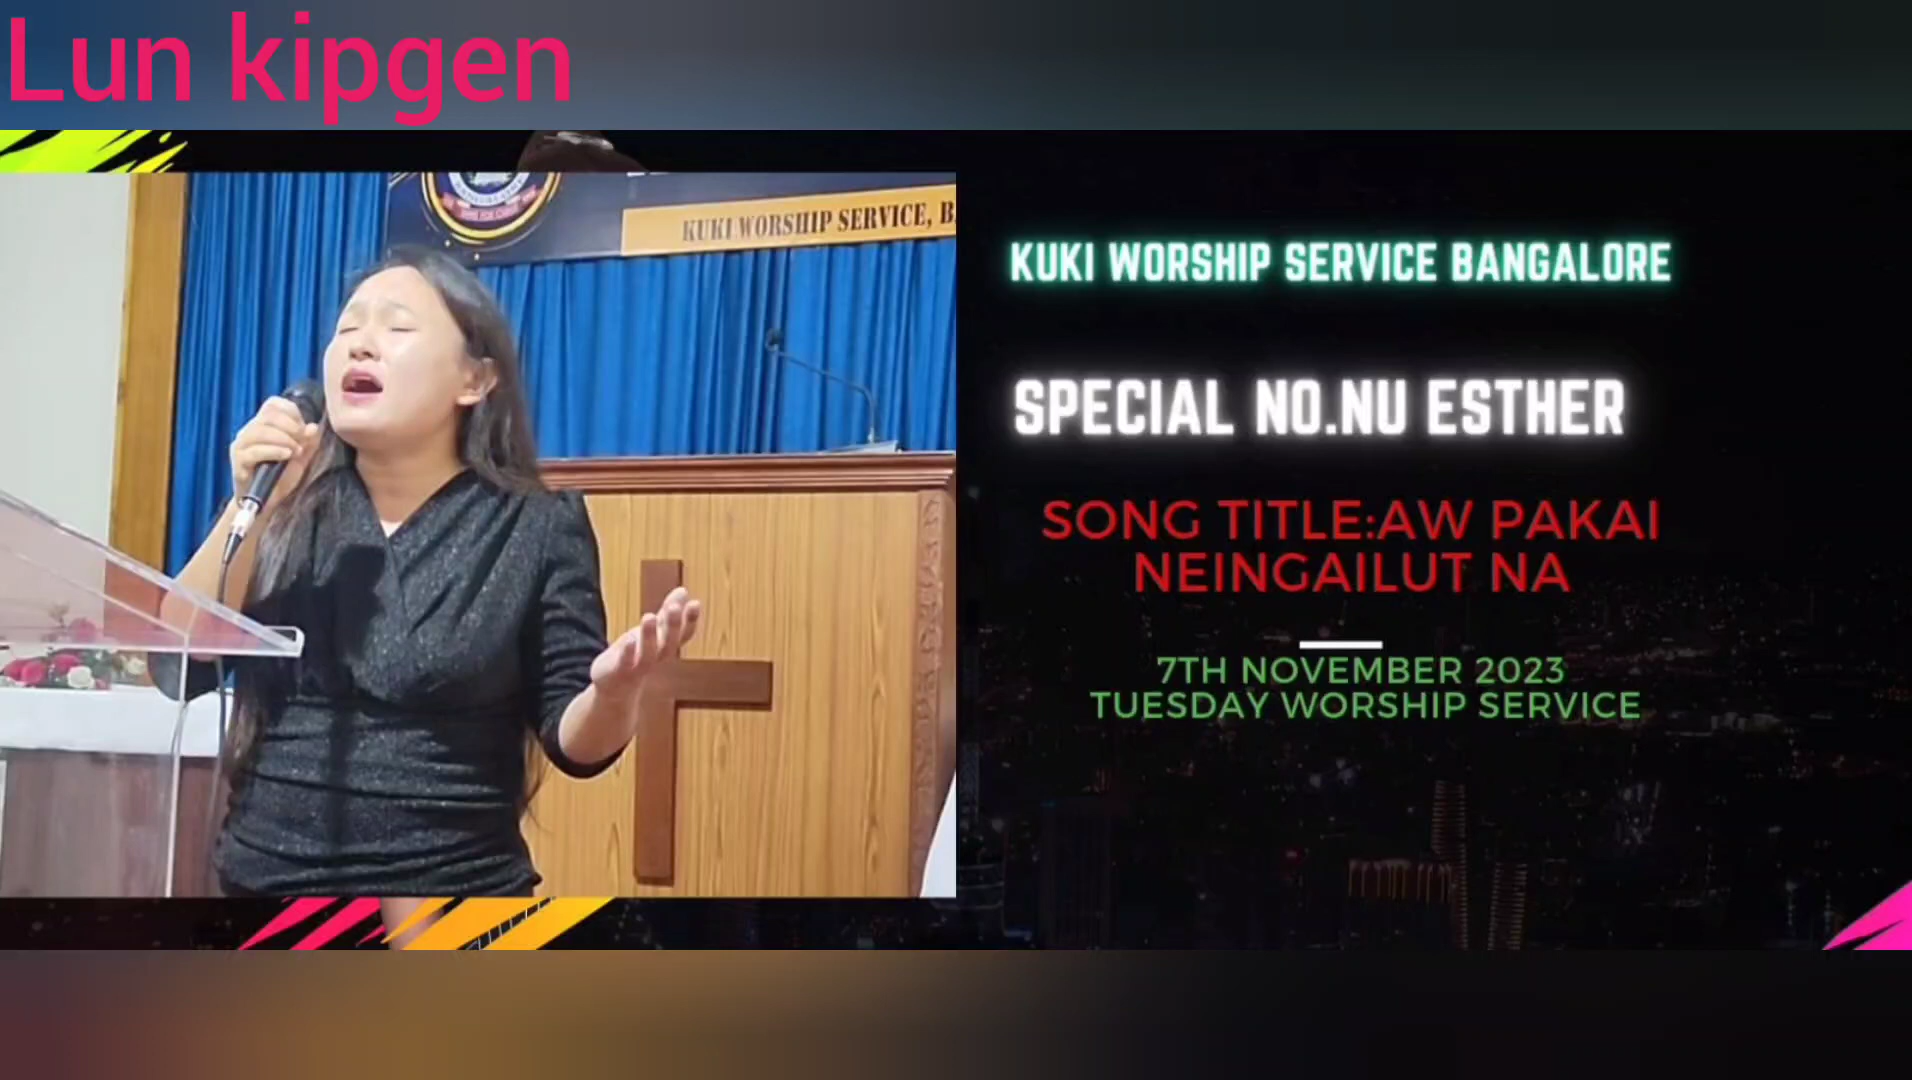 Lun kipgen
KUKI WORSHIP SERVICE, B
KUKI WORSHIP SERVICE BANGALORE
SPECIAL NO.NU ESTHER
SONG TITLE:AW PAKAI
NEINGAILUT NA
7TH NOVEMBER 2023
TUESDAY WORSHIP SERVICE